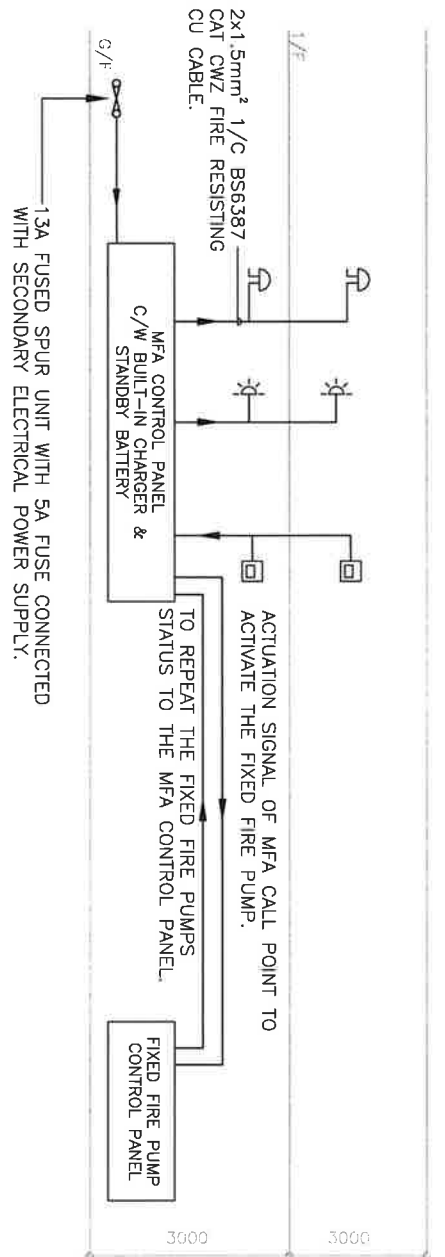 1/F
G/F
2x1.5mm² 1/C BS6387
CAT CWZ FIRE RESISTING
CU CABLE.
MFA CONTROL PANEL
C/W BUILT-IN CHARGER &
STANDBY BATTERY
ACTUATION SIGNAL OF MFA CALL POINT TO
ACTIVATE THE FIXED FIRE PUMP.
TO REPEAT THE FIXED FIRE PUMPS
STATUS TO THE MFA CONTROL PANEL.
FIXED FIRE PUMP
CONTROL PANEL
3000
3000
13A FUSED SPUR UNIT WITH 5A FUSE CONNECTED
WITH SECONDARY ELECTRICAL POWER SUPPLY.